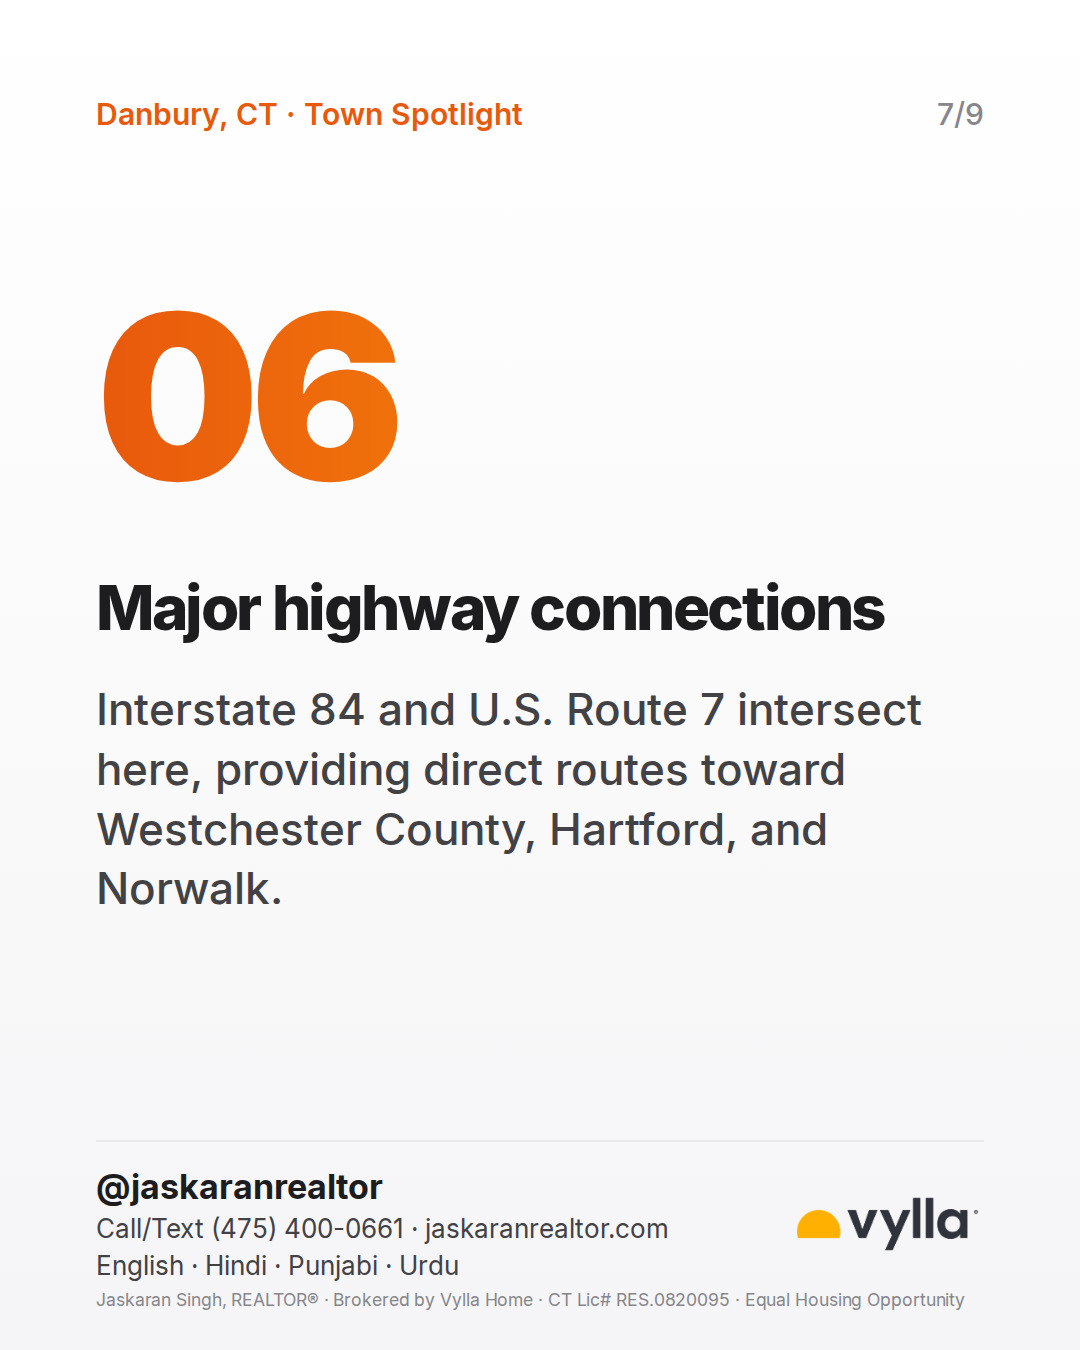 Danbury, CT · Town Spotlight
7/9
06
Major highway connections
Interstate 84 and U.S. Route 7 intersect
here, providing direct routes toward
Westchester County, Hartford, and
Norwalk.
@jaskaranrealtor
Call/Text (475) 400-0661 · jaskaranrealtor.com
English · Hindi · Punjabi · Urdu
vylla
Jaskaran Singh, REALTOR® · Brokered by Vylla Home · CT Lic# RES.0820095 · Equal Housing Opportunity